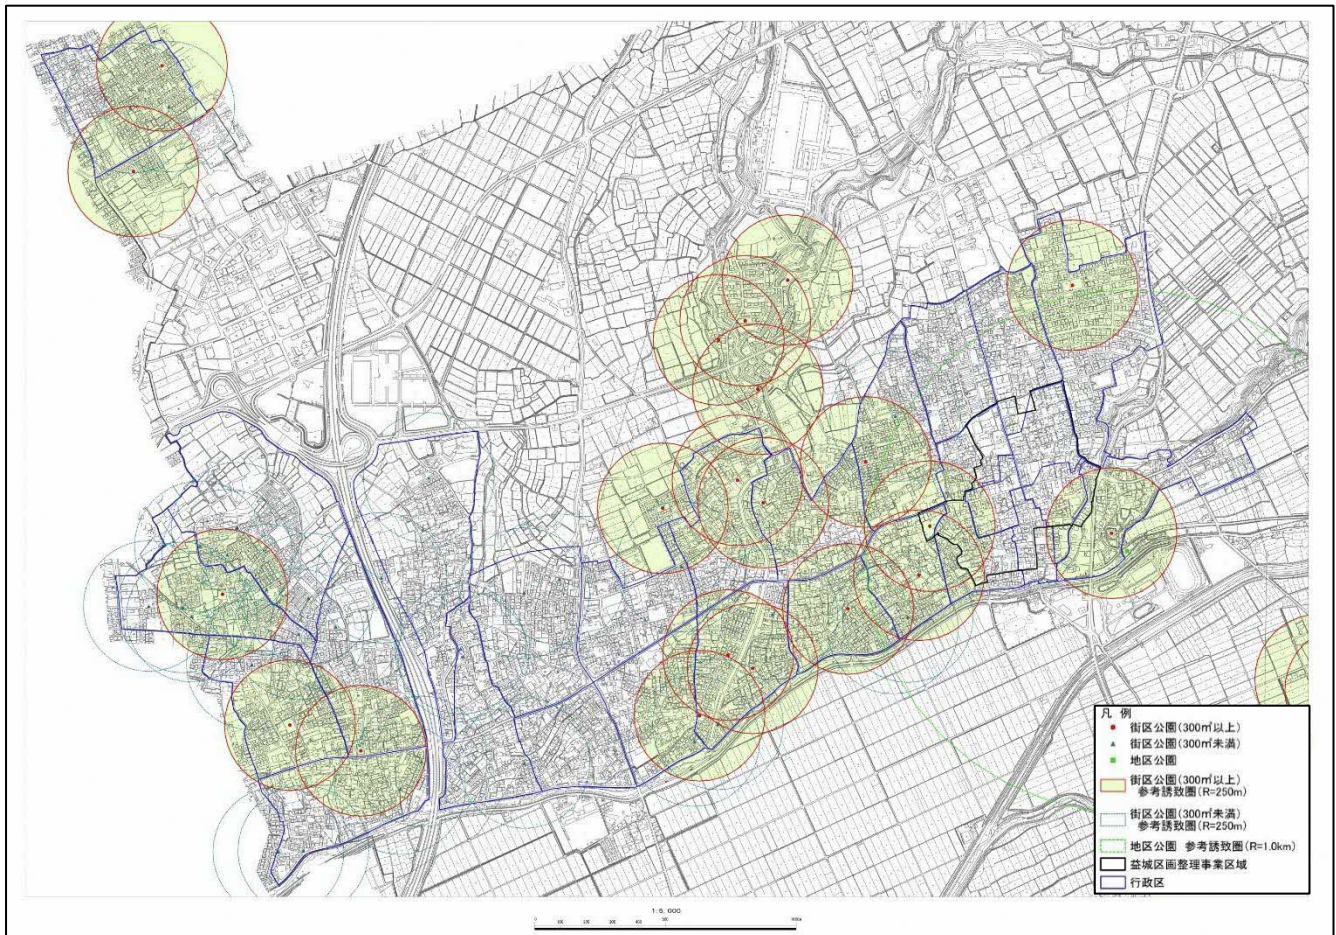 凡 例
街区公園(300㎡以上)
街区公園(300㎡未満)
地区公園
街区公園(300㎡以上)
参考誘致圏(R=250m)
街区公園(300㎡未満)
参考誘致圏(R=250m)
地区公園 参考誘致圏(R=1.0km)
益城区画整理事業区域
行政区